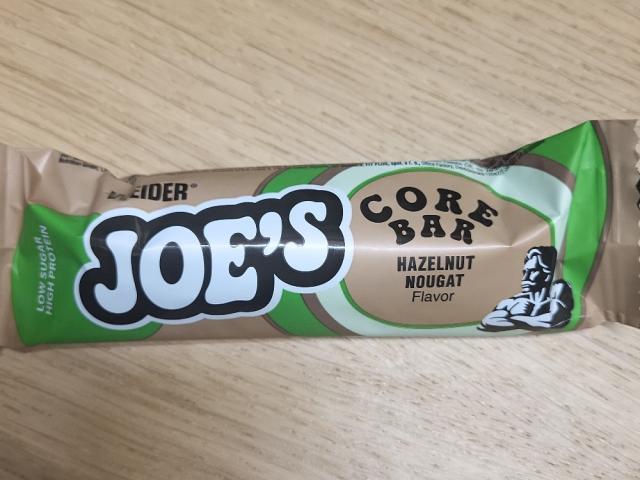 WEIDER®
JOE'S
LOW SUGAR
HIGH PROTEIN
CORE
BAR
HAZELNUT
NOUGAT
Flavor